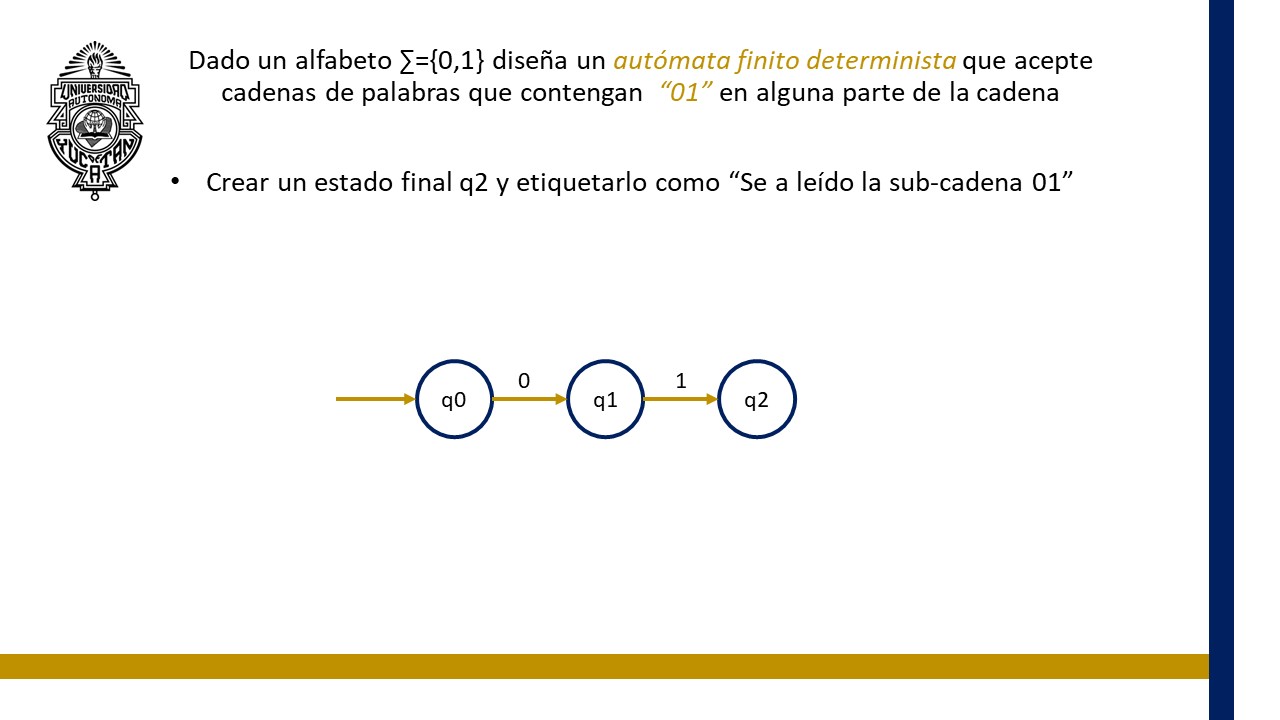 Dado un alfabeto ∑={0,1} diseña un autómata finito determinista que acepte
cadenas de palabras que contengan “01” en alguna parte de la cadena
UNIVERSIDAD
AUTONOMA
YUCATAN
• Crear un estado final q2 y etiquetarlo como “Se a leído la sub-cadena 01”
0 1
q0 q1 q2